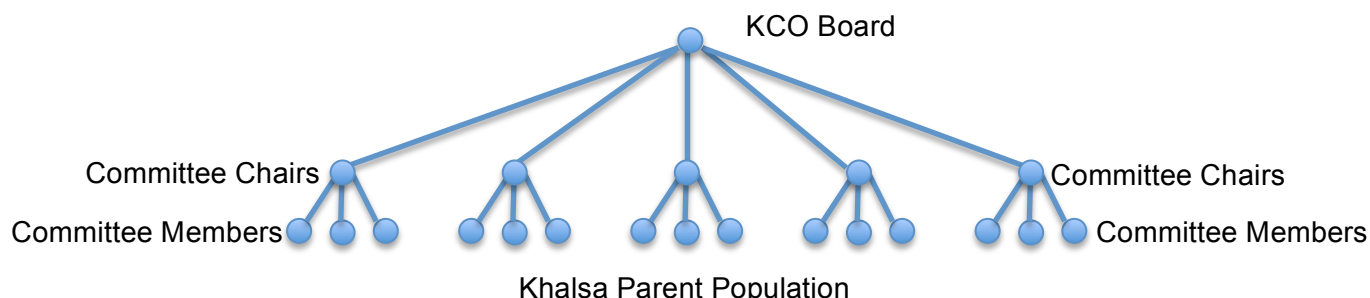 KCO Board
Committee Chairs
Committee Chairs
Committee Members
Committee Members
Khalsa Parent Population